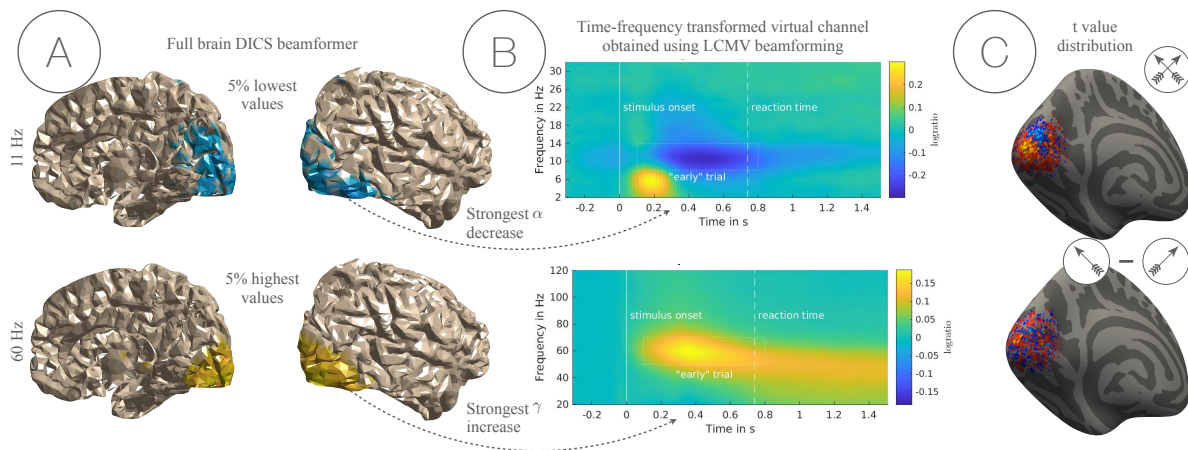 A
Full brain DICS beamformer
5% lowest
values
11 Hz
Strongest α
decrease
5% highest
values
60 Hz
Strongest γ
increase
B
Time-frequency transformed virtual channel
obtained using LCMV beamforming
Frequency in Hz
30
26
22
18
14
10
6
2
stimulus onset
reaction time
"early" trial
-0.2
0
0.2
0.4
0.6
0.8
1
1.2
1.4
Time in s
0.2
0.1
0
-0.1
-0.2
logratio
Frequency in Hz
120
100
80
60
40
20
stimulus onset
reaction time
"early" trial
-0.2
0
0.2
0.4
0.6
0.8
1
1.2
1.4
Time in s
0.15
0.1
0.05
0
-0.05
-0.1
-0.15
logratio
C
t value
distribution